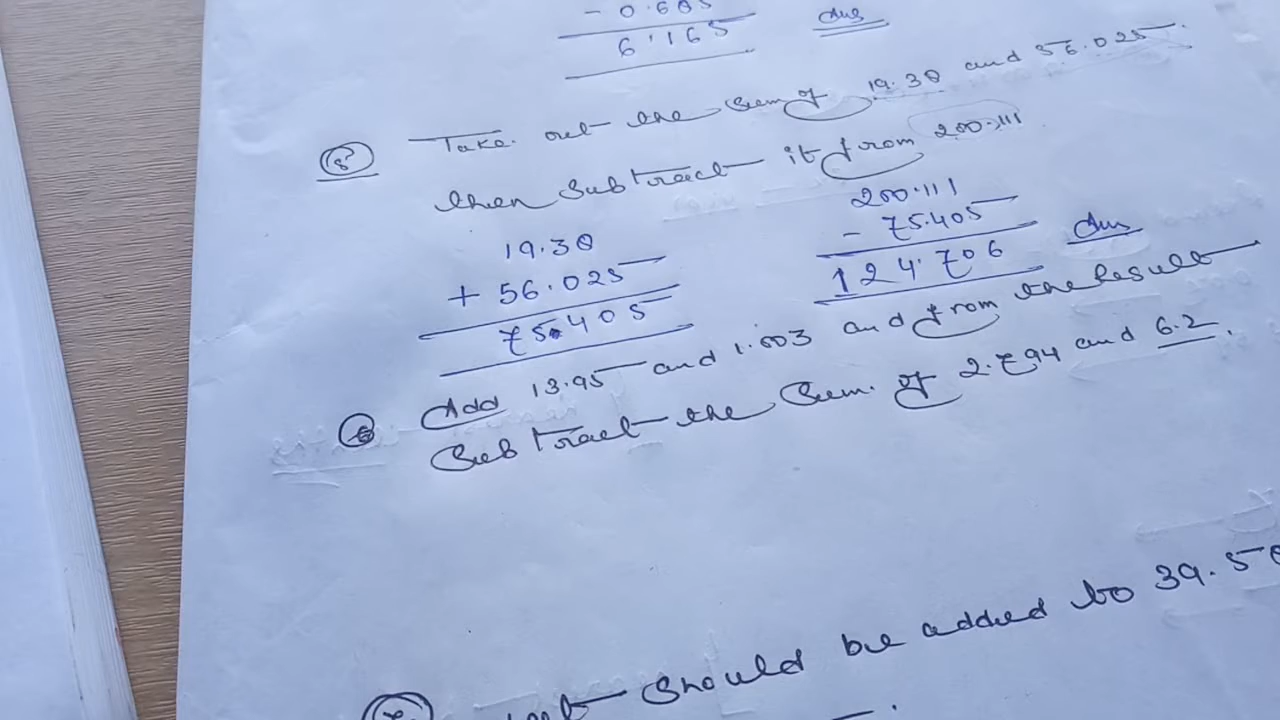 - 0.605
6.165 Ans
5 Take out the Sum of 19.38 and 56.025.
then Subtract it from 200.111
19.38
+ 56.025
75.405
200.111
- 75.405
124.706 Ans
6 Add 13.95 and 1.003 and from the Result
Subtract the Sum of 2.794 and 6.2.
should be added to 39.5